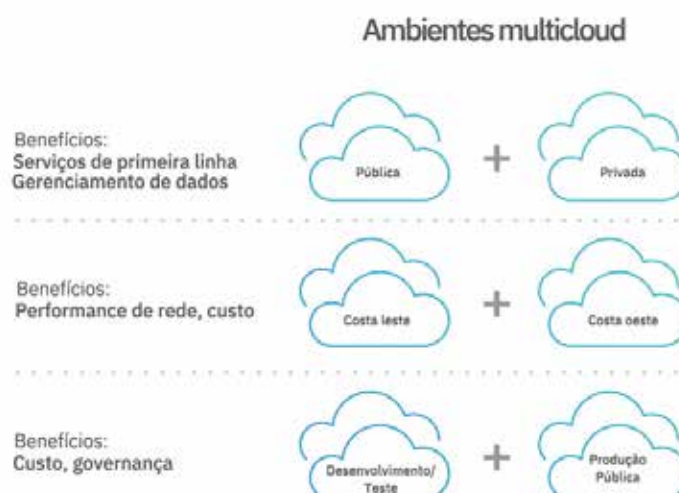 Ambientes multicloud
Benefícios:
Serviços de primeira linha
Gerenciamento de dados
Pública
+
Privada
Benefícios:
Performance de rede, custo
Costa leste
+
Costa oeste
Benefícios:
Custo, governança
Desenvolvimento/
Teste
+
Produção
Pública